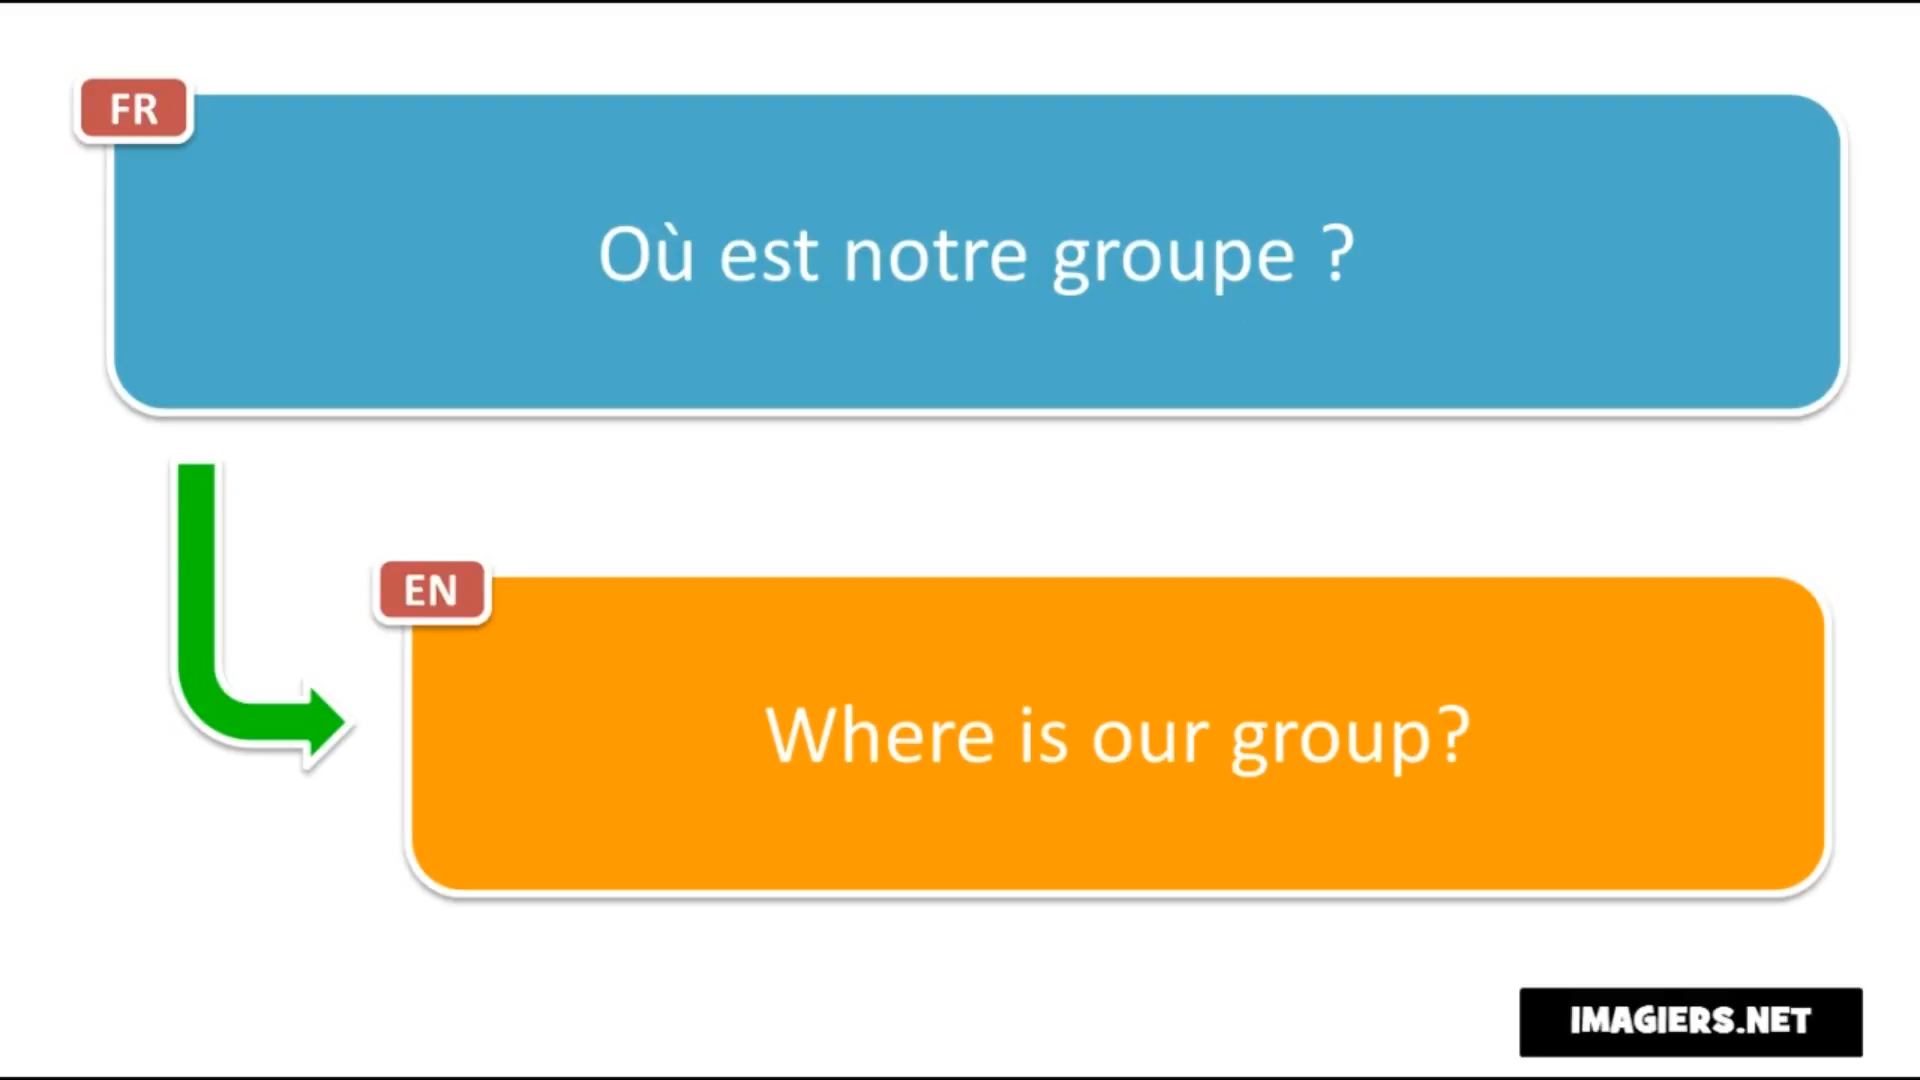 FR
Où est notre groupe ?
EN
Where is our group?
IMAGIERS.NET